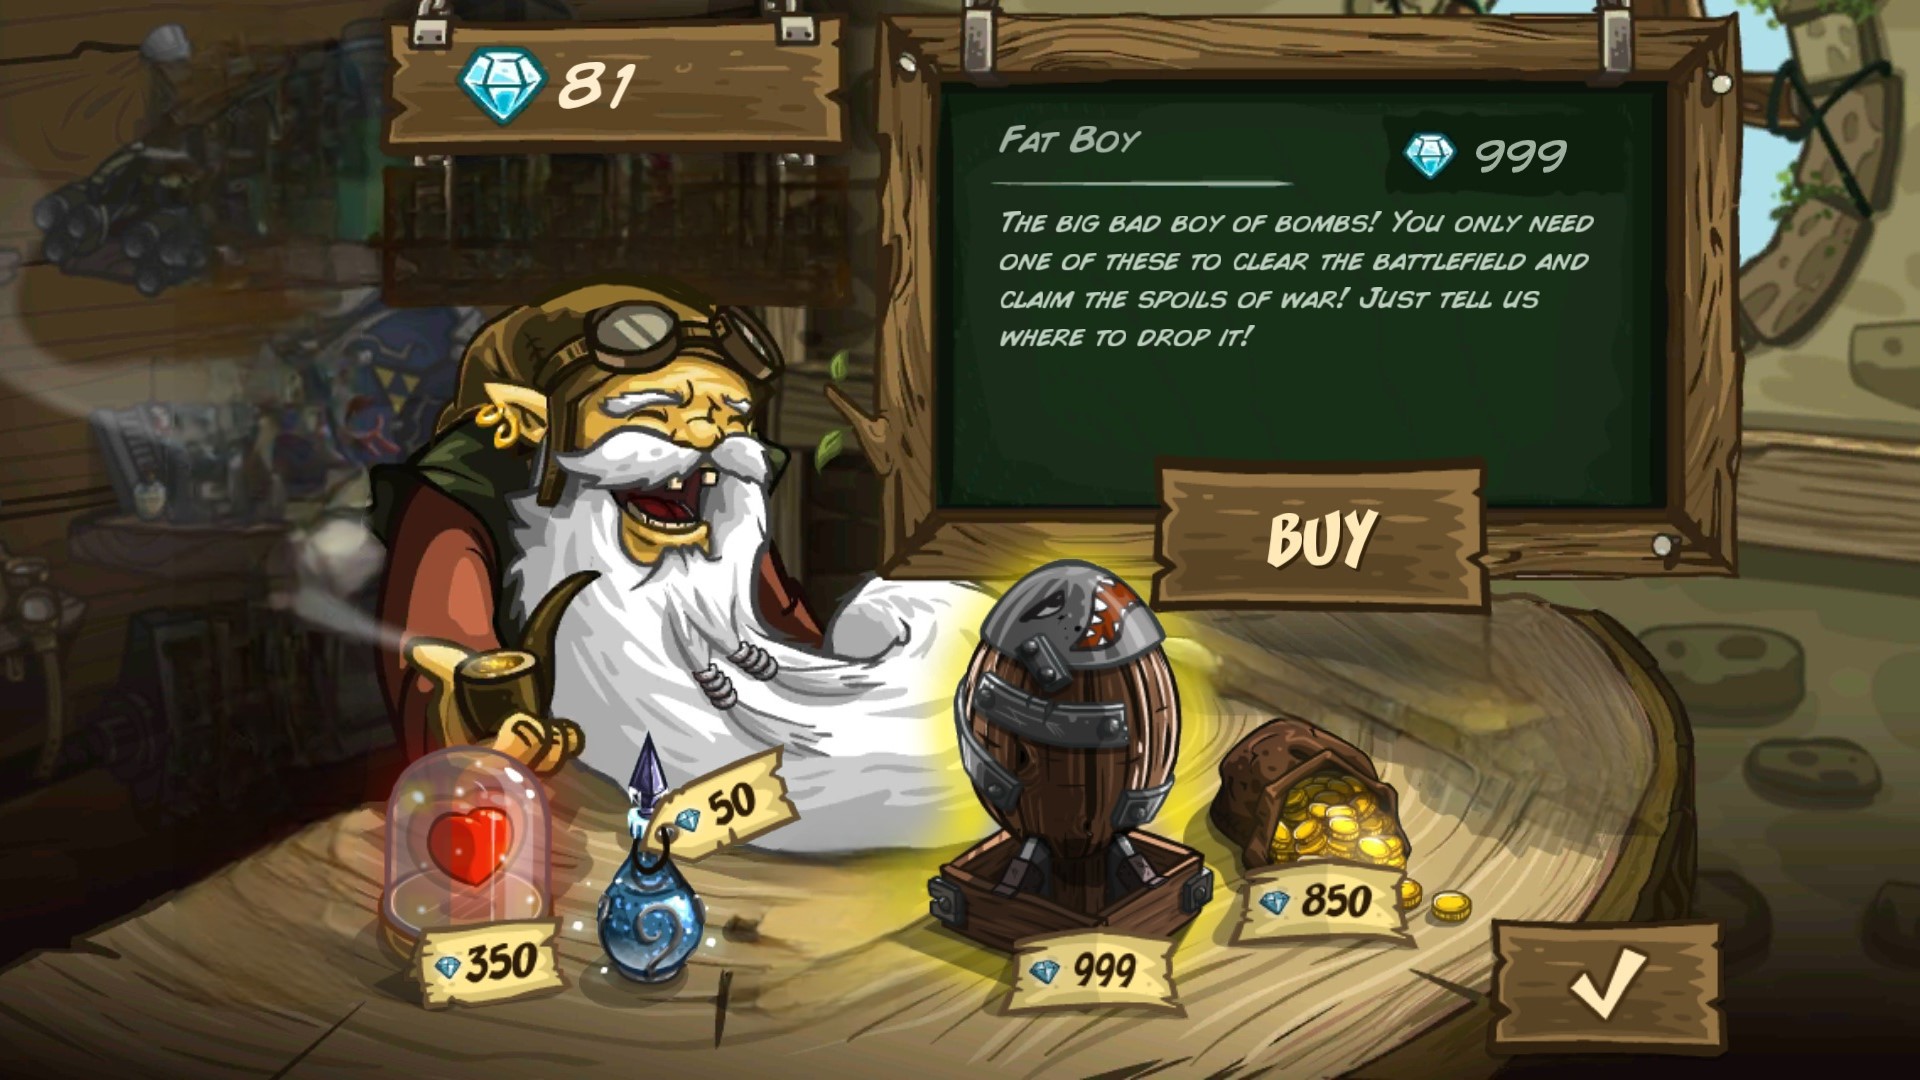 81
Fat Boy
999
The big bad boy of bombs! You only need
one of these to clear the battlefield and
claim the spoils of war! Just tell us
where to drop it!
BUY
50
850
350
999